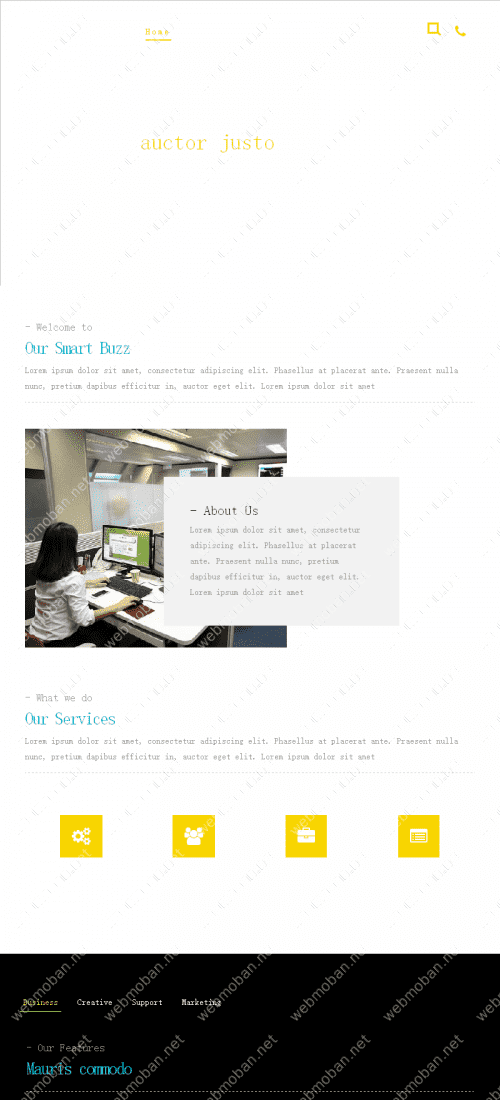 Home
auctor justo
- Welcome to
Our Smart Buzz
Lorem ipsum dolor sit amet, consectetur adipiscing elit. Phasellus at placerat ante. Praesent nulla
nunc, pretium dapibus efficitur in, auctor eget elit. Lorem ipsum dolor sit amet
- About Us
Lorem ipsum dolor sit amet, consectetur
adipiscing elit. Phasellus at placerat
ante. Praesent nulla nunc, pretium
dapibus efficitur in, auctor eget elit.
Lorem ipsum dolor sit amet
- What we do
Our Services
Lorem ipsum dolor sit amet, consectetur adipiscing elit. Phasellus at placerat ante. Praesent nulla
nunc, pretium dapibus efficitur in, auctor eget elit. Lorem ipsum dolor sit amet
Business Creative Support Marketing
- Our Features
Mauris commodo
webmoban.net